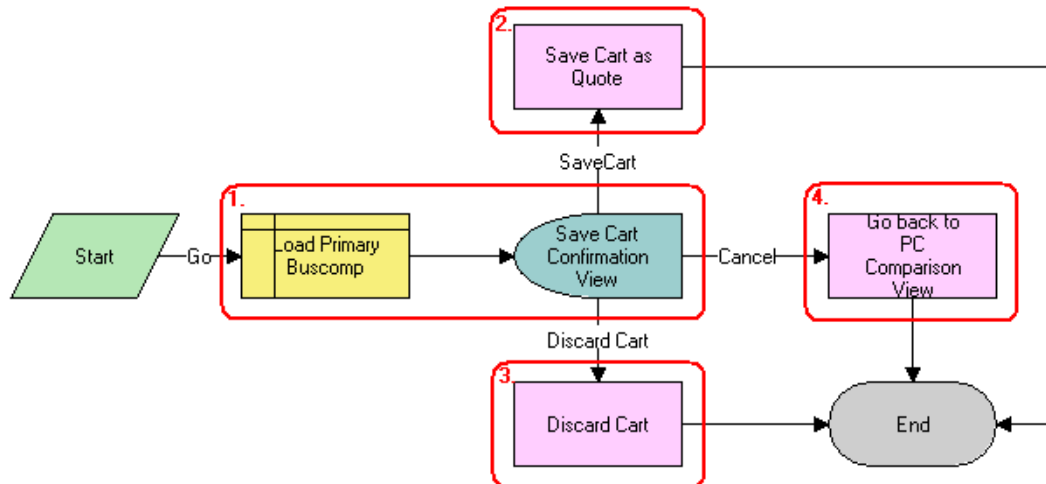 2.
Save Cart as
Quote
SaveCart
1.
Start
Go
Load Primary
Buscomp
Save Cart
Confirmation
View
Cancel
4.
Go back to
PC
Comparison
View
Discard Cart
3.
Discard Cart
End